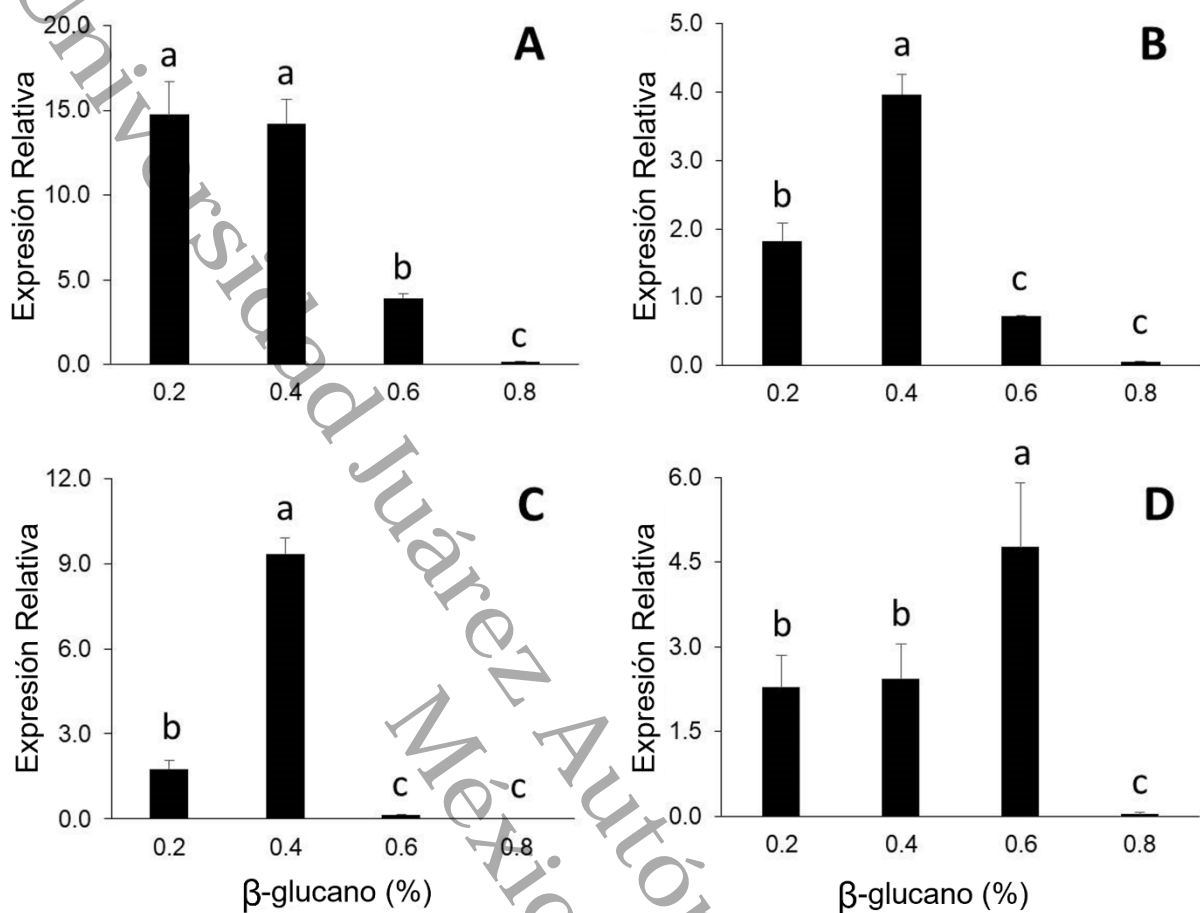 A
Expresión Relativa
20.0
15.0
10.0
5.0
0.0
a
a
b
c
0.2 0.4 0.6 0.8
B
Expresión Relativa
5.0
4.0
3.0
2.0
1.0
0.0
b
a
c
c
0.2 0.4 0.6 0.8
C
Expresión Relativa
12.0
9.0
6.0
3.0
0.0
b
a
c
c
0.2 0.4 0.6 0.8
β-glucano (%)
D
Expresión Relativa
6.0
4.5
3.0
1.5
0.0
b
b
a
c
0.2 0.4 0.6 0.8
β-glucano (%)
Universidad Juárez